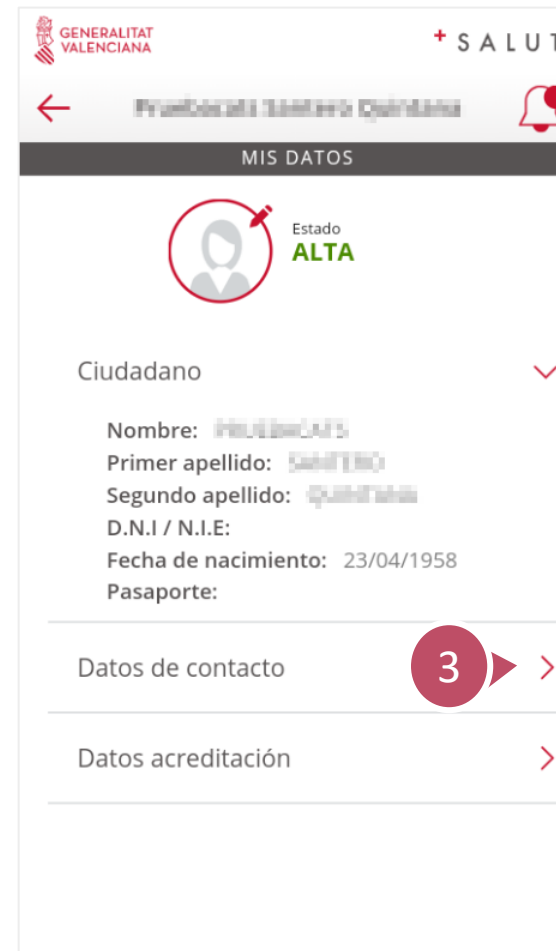 GENERALITAT
VALENCIANA
+ SALUT
MIS DATOS
Estado
ALTA
Ciudadano
Nombre:
Primer apellido:
Segundo apellido:
D.N.I / N.I.E:
Fecha de nacimiento: 23/04/1958
Pasaporte:
Datos de contacto
3
Datos acreditación